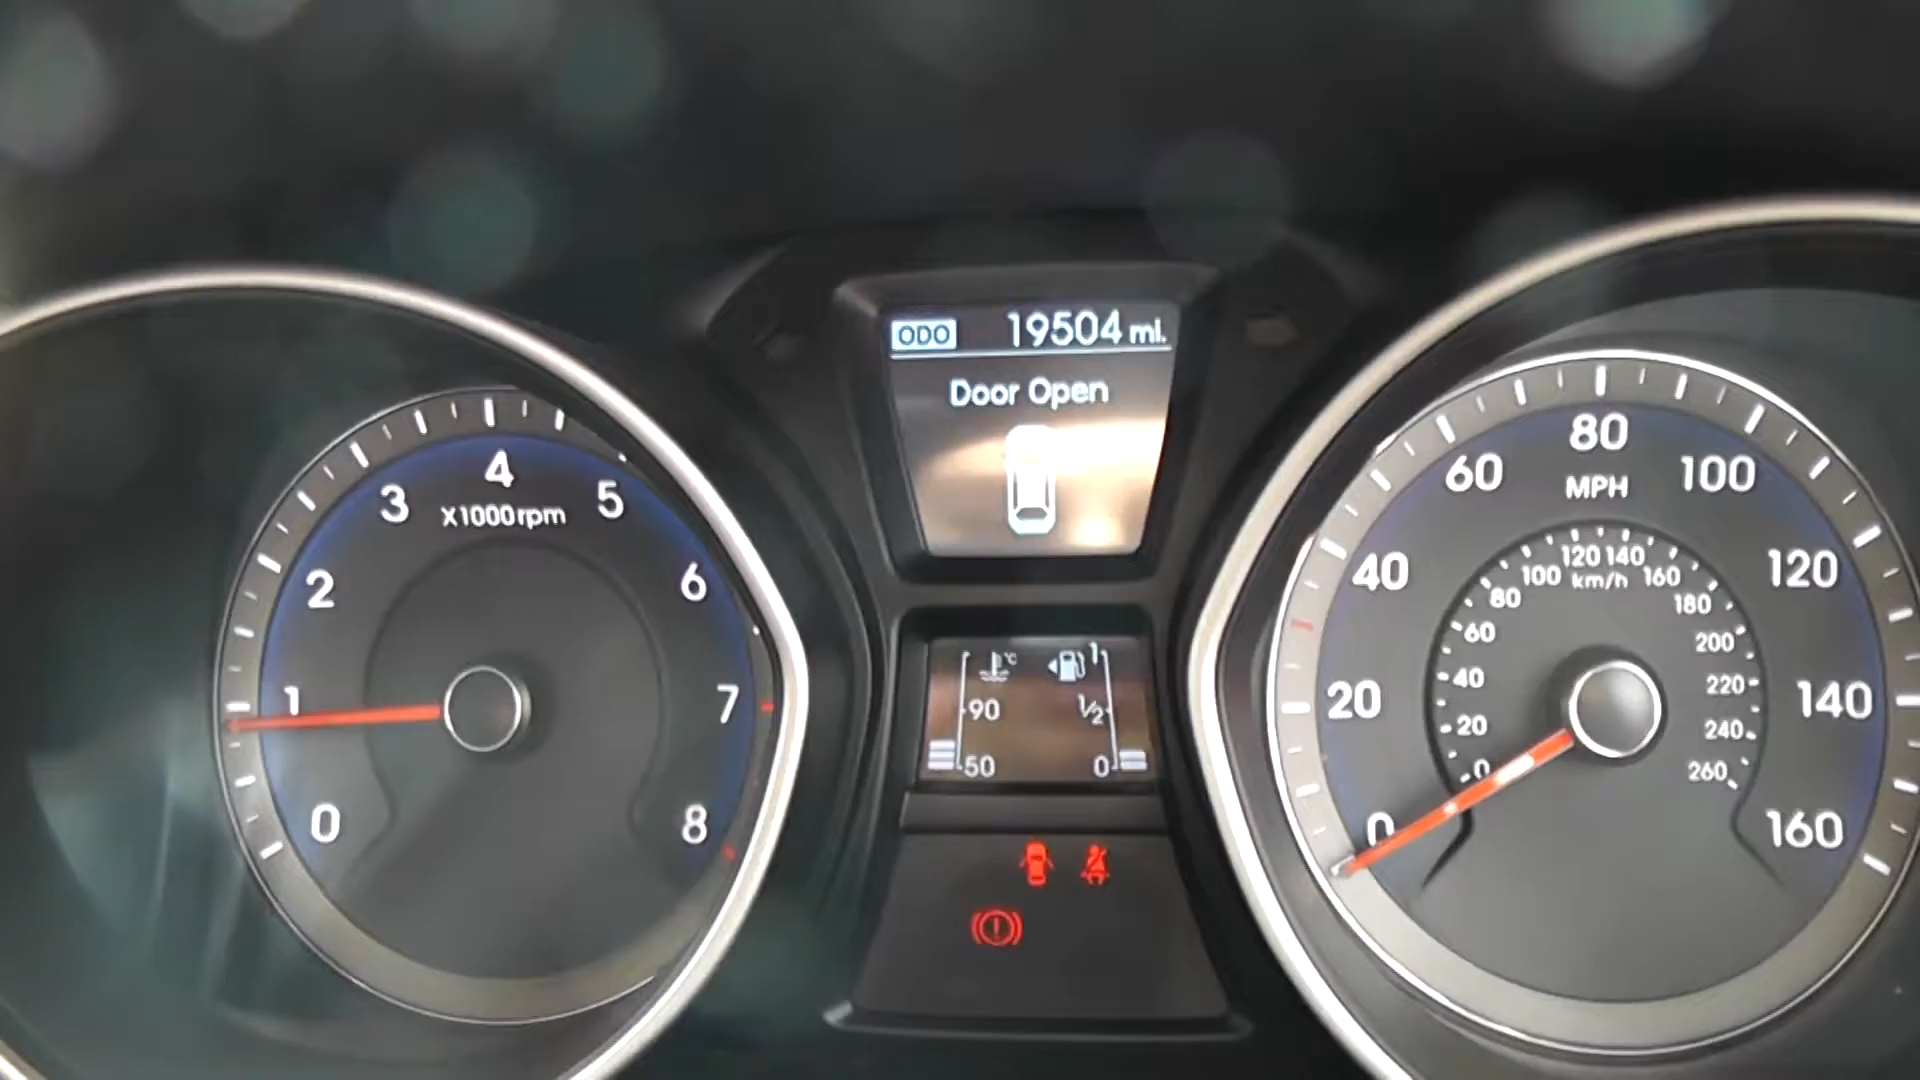 ODO 19504 mi.
Door Open
0 1 2 3 4 5 6 7 8
X1000rpm
°C
90
50
1
1/2
0
0 20 40 60 80 100 120 140 160
MPH
0 20 40 60 80 100 120 140 160 180 200 220 240 260
km/h